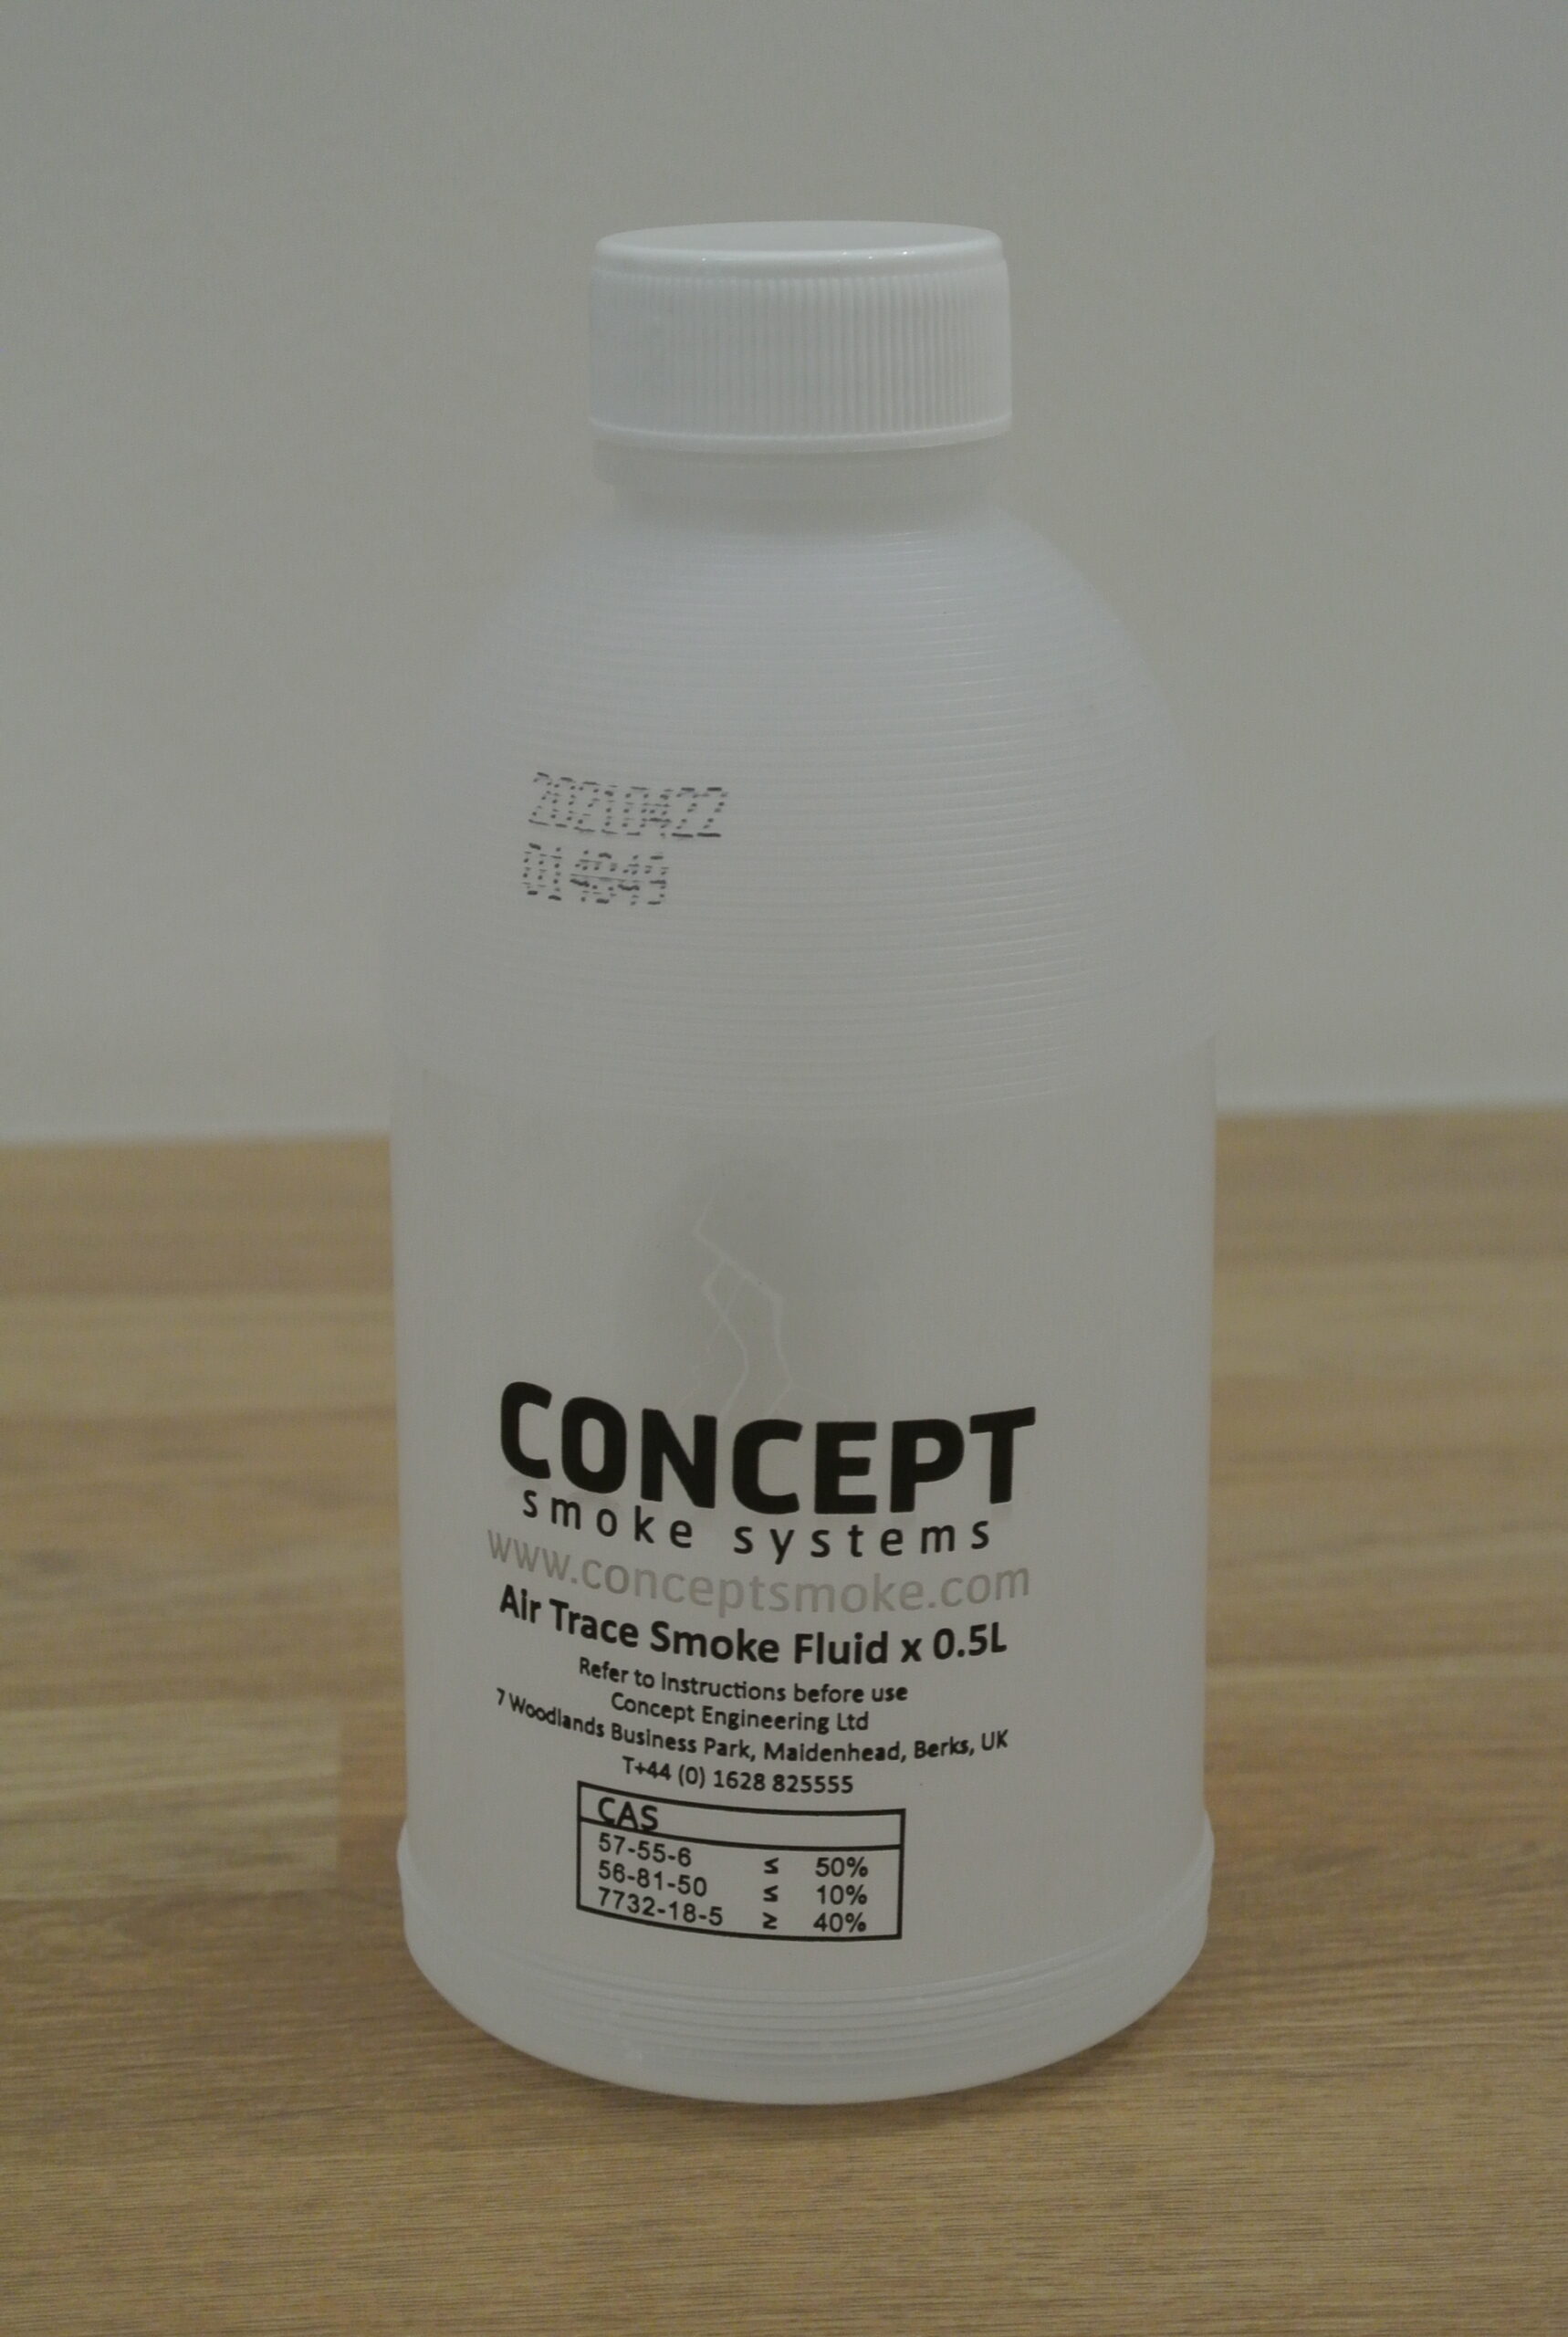 20210422
CONCEPT
smoke systems
www.conceptsmoke.com
Air Trace Smoke Fluid x 0.5L
Refer to instructions before use
Concept Engineering Ltd
7 Woodlands Business Park, Maidenhead, Berks, UK
T+44 (0) 1628 825555
CAS
57-55-6 ≤ 50%
56-81-50 ≤ 10%
7732-18-5 ≥ 40%